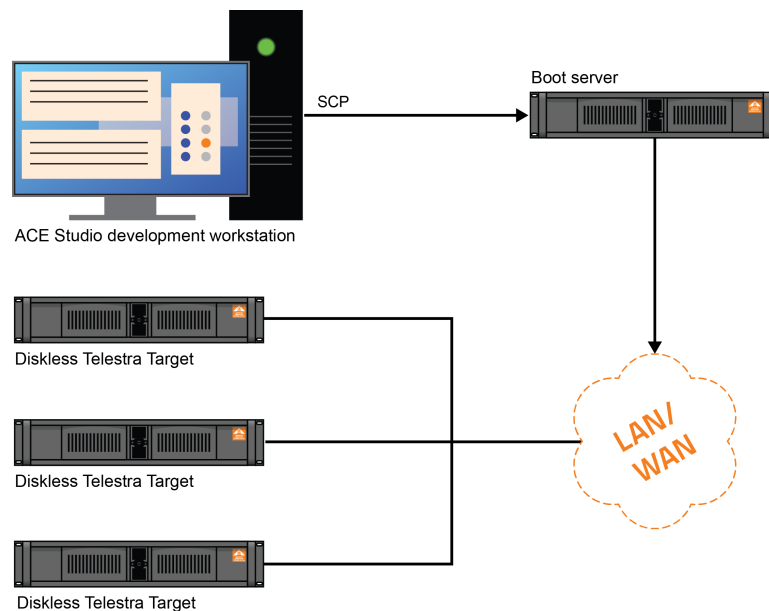 Boot server
SCP
ACE Studio development workstation
Diskless Telestra Target
Diskless Telestra Target
Diskless Telestra Target
LAN/
WAN